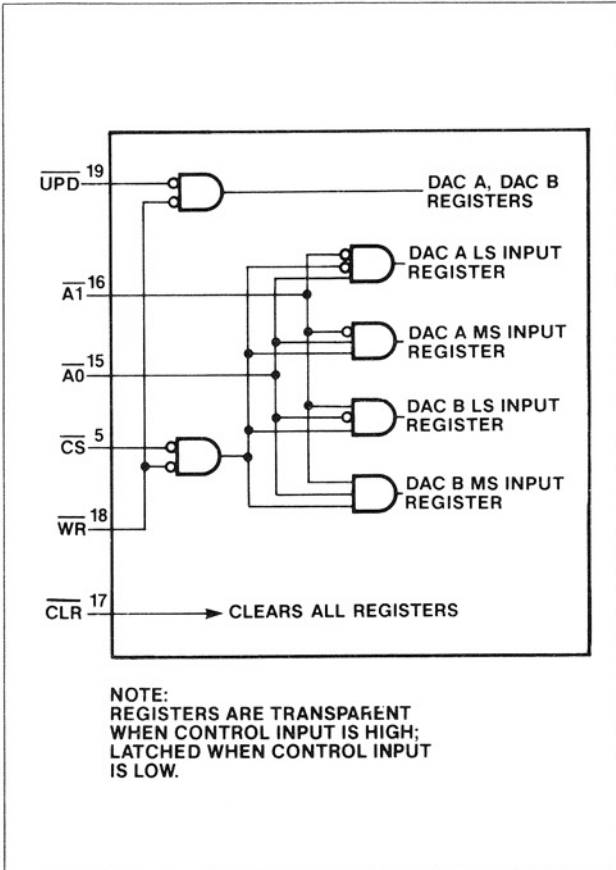 UPD 19
DAC A, DAC B
REGISTERS
DAC A LS INPUT
REGISTER
A1 16
DAC A MS INPUT
REGISTER
A0 15
DAC B LS INPUT
REGISTER
CS 5
DAC B MS INPUT
REGISTER
WR 18
CLR 17
CLEARS ALL REGISTERS
NOTE:
REGISTERS ARE TRANSPARENT
WHEN CONTROL INPUT IS HIGH;
LATCHED WHEN CONTROL INPUT
IS LOW.